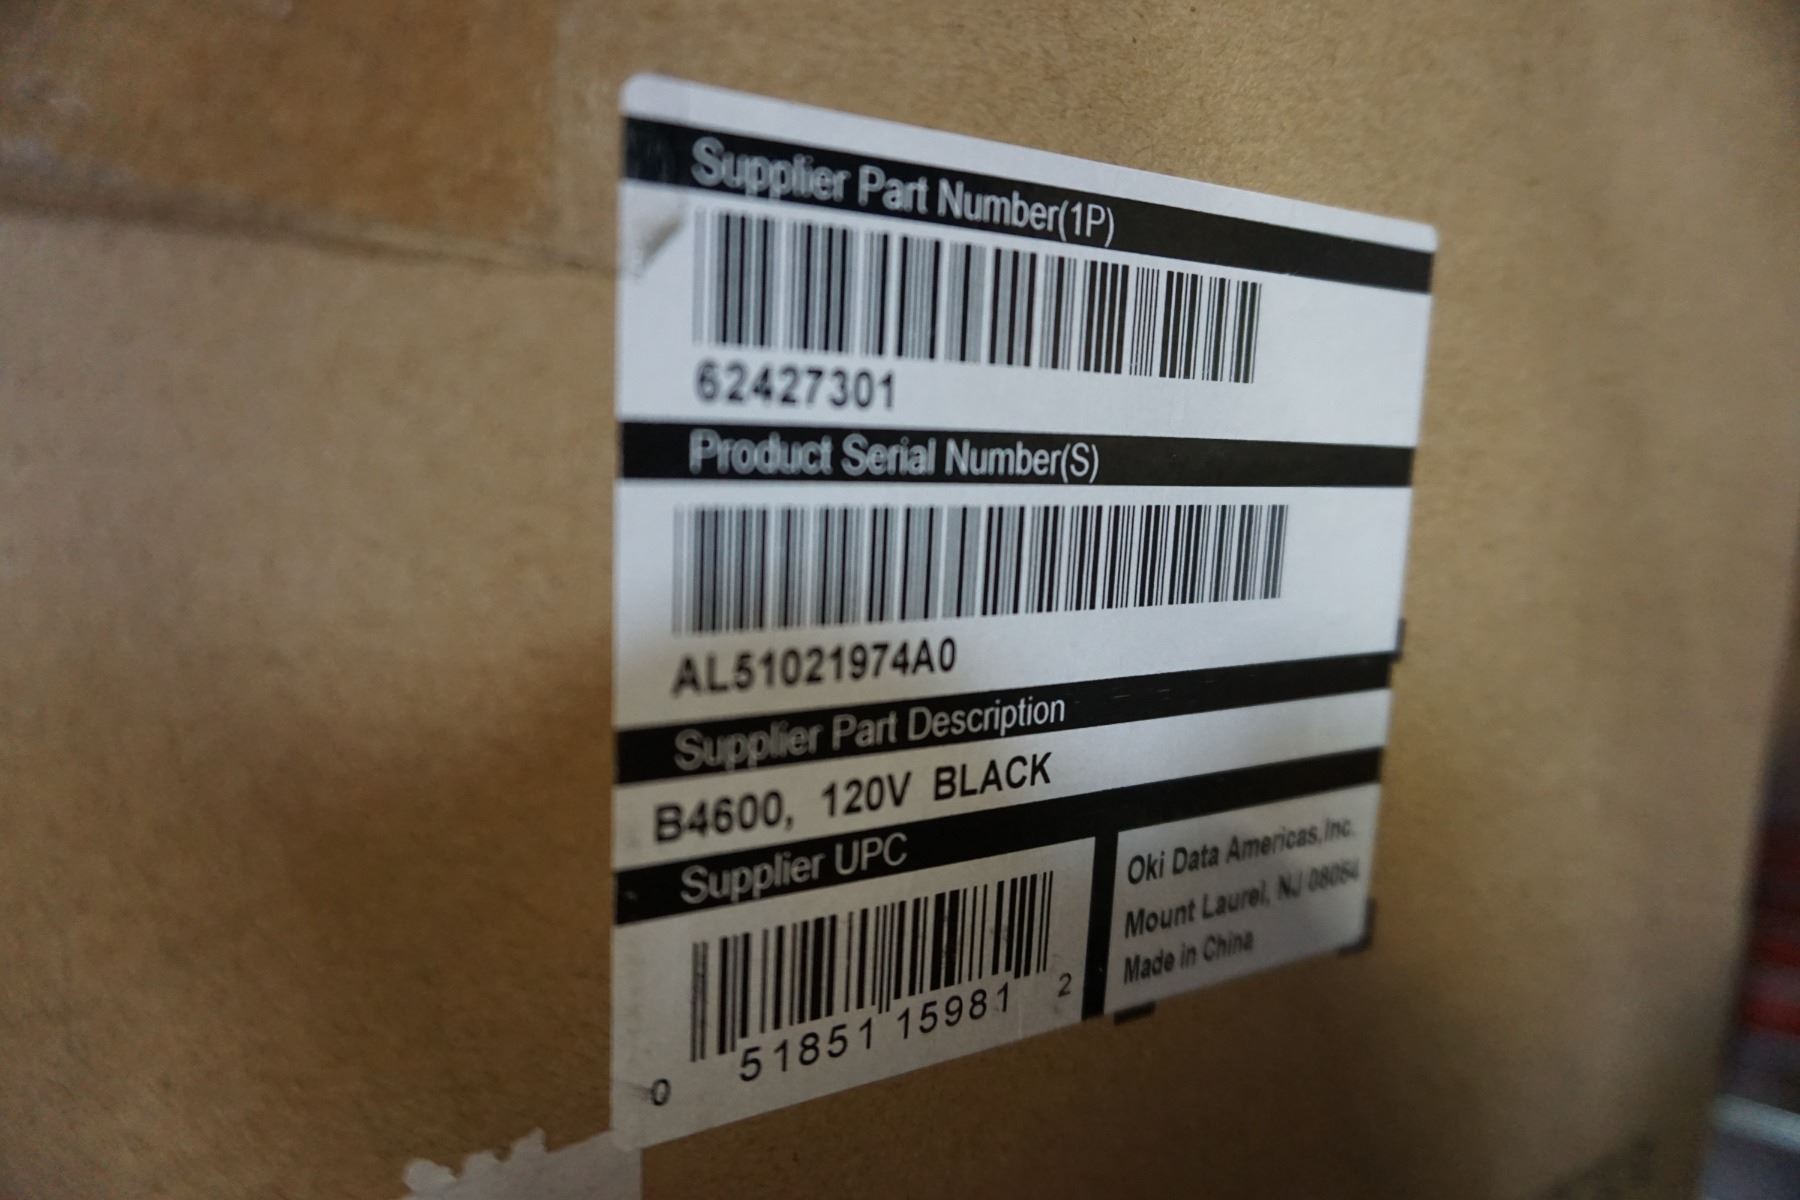 Supplier Part Number(1P)
62427301
Product Serial Number(S)
AL51021974A0
Supplier Part Description
B4600, 120V BLACK
Supplier UPC
0 51851 15981 2
Oki Data Americas,Inc.
Mount Laurel, NJ 08054
Made in China